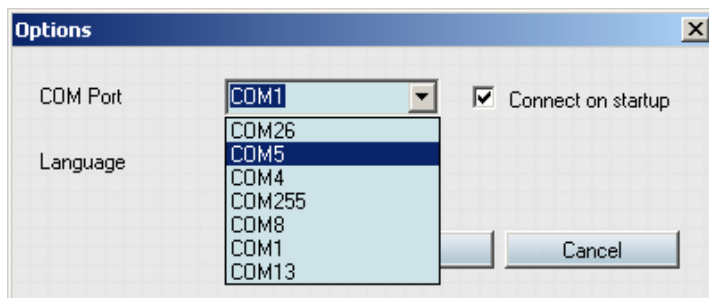 Options
COM Port COM1 Connect on startup
COM26
COM5
Language
COM4
COM255
COM8
COM1 Cancel
COM13